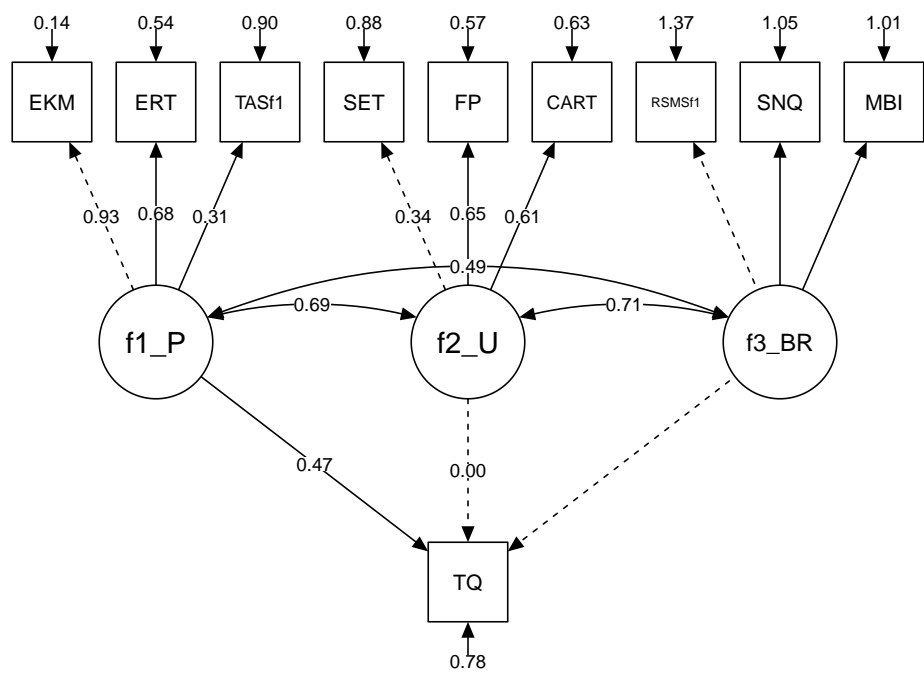 0.14 0.54 0.90 0.88 0.57 0.63 1.37 1.05 1.01
EKM ERT TASf1 SET FP CART RSMSf1 SNQ MBI
0.93 0.68 0.31 0.34 0.65 0.61
0.49
0.69 0.71
f1_P f2_U f3_BR
0.47 0.00
TQ
0.78